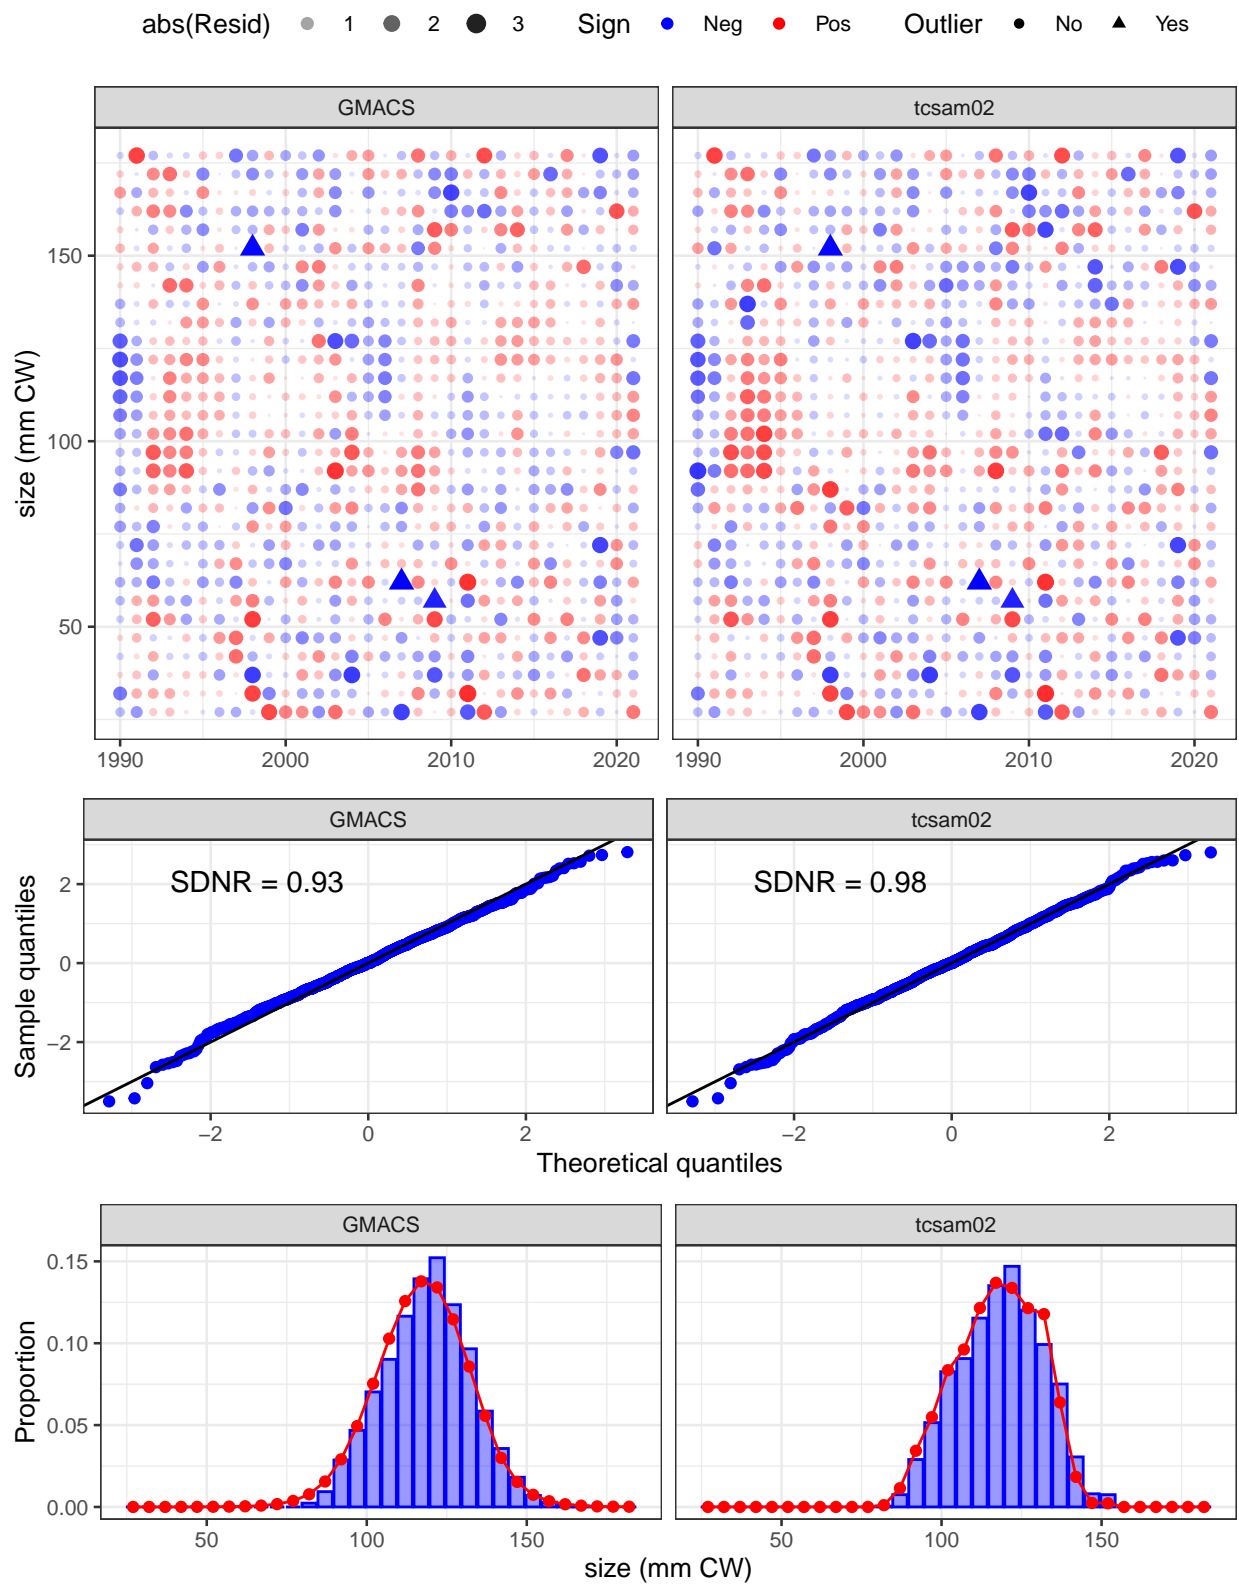 abs(Resid) 1 2 3 Sign Neg Pos Outlier No Yes
GMACS tcsam02
150
100
50
size (mm CW)
1990 2000 2010 2020 1990 2000 2010 2020
GMACS tcsam02
SDNR = 0.93 SDNR = 0.98
2
0
−2
Sample quantiles
−2 0 2 −2 0 2
Theoretical quantiles
GMACS tcsam02
0.15
0.10
0.05
0.00
Proportion
50 100 150 50 100 150
size (mm CW)